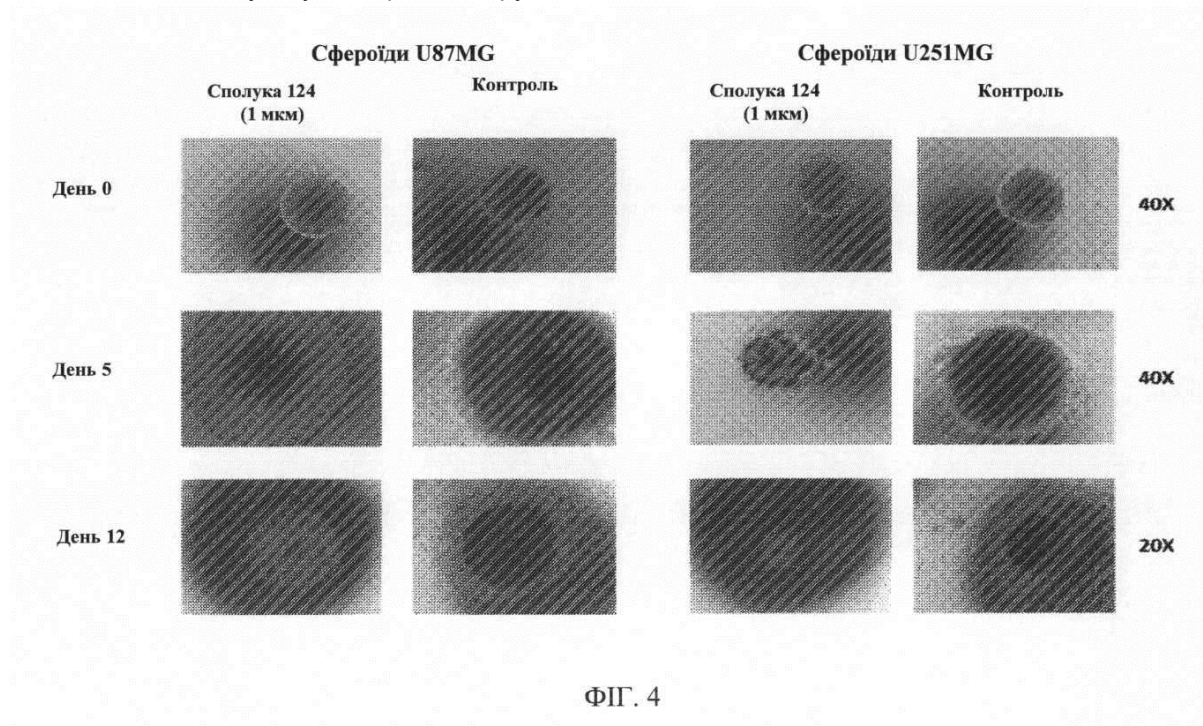 Сфероїди U87MG
Сфероїди U251MG
Сполука 124
(1 мкм)
Контроль
Сполука 124
(1 мкм)
Контроль
День 0
40X
День 5
40X
День 12
20X
ФІГ. 4